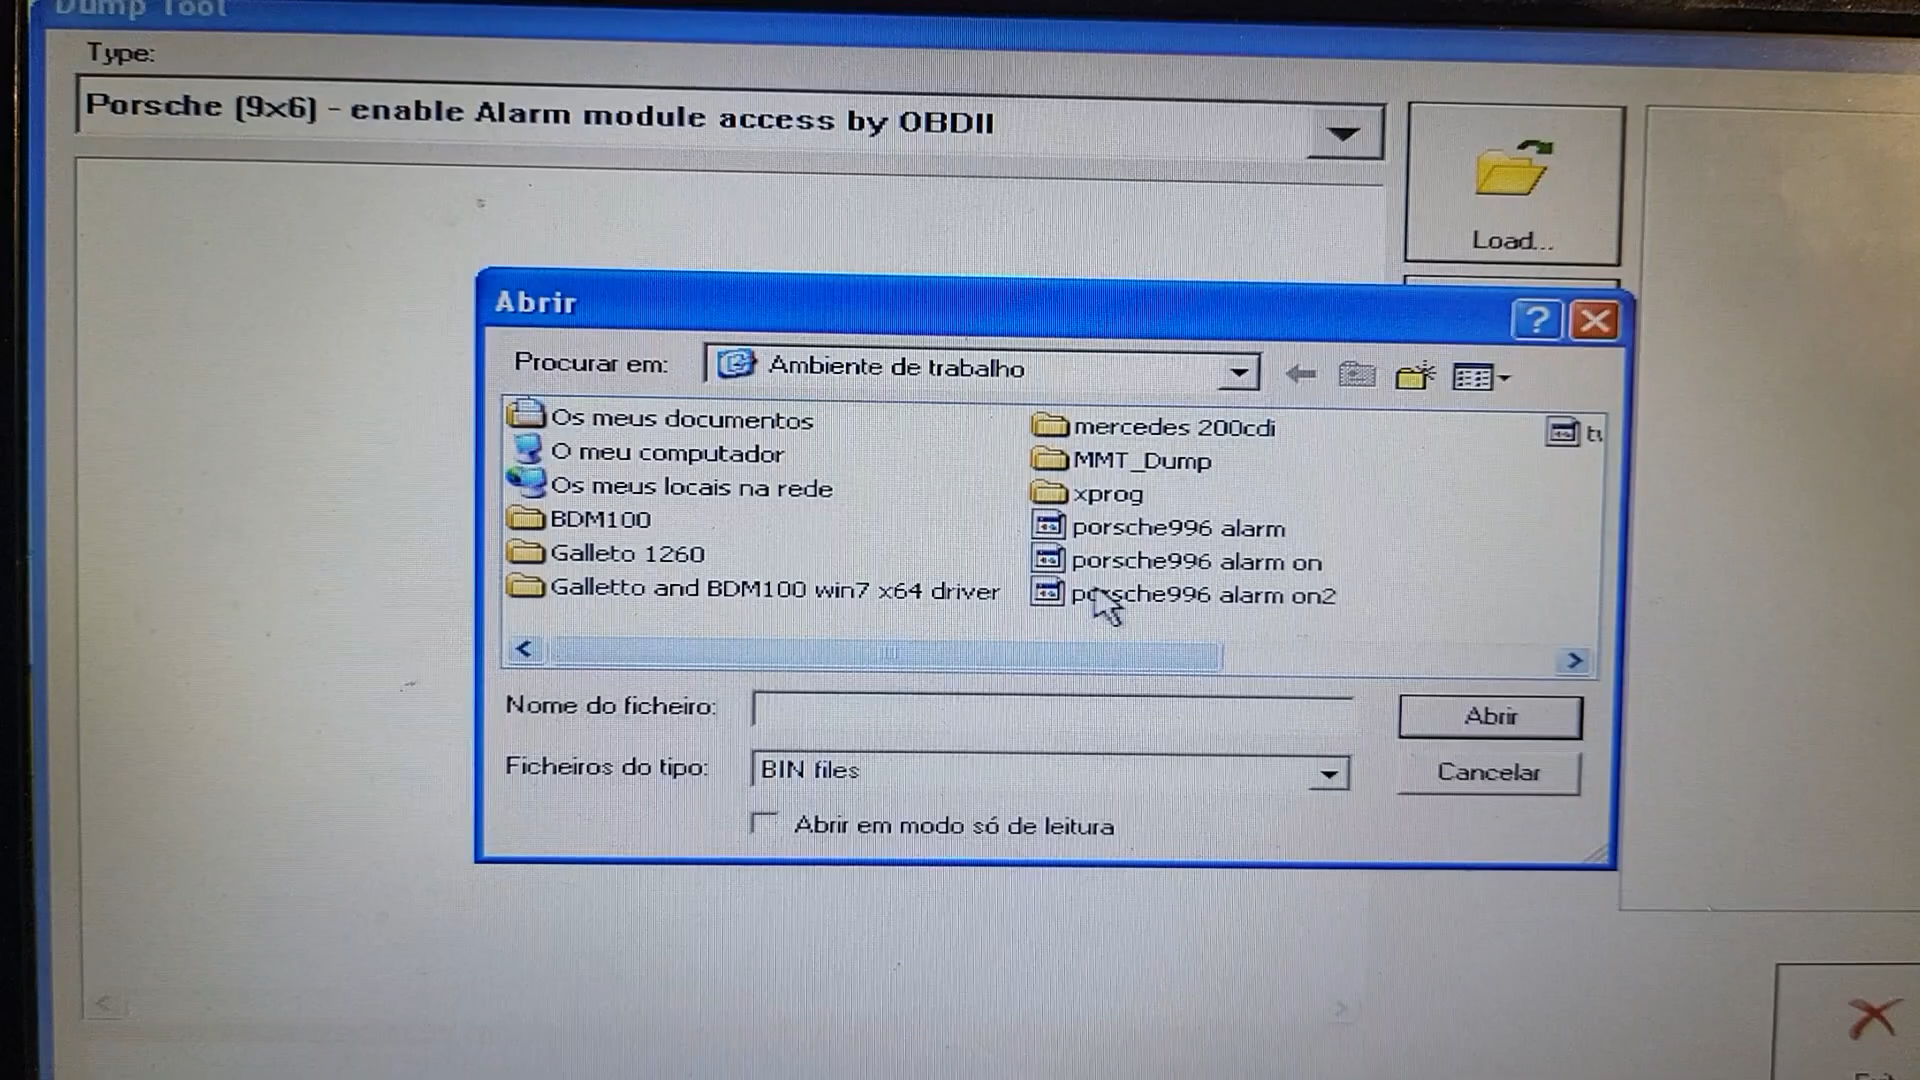 Dump Tool
Type:
Porsche (9x6) - enable Alarm module access by OBDII
Load...
Abrir
Procurar em:
Ambiente de trabalho
Os meus documentos
O meu computador
Os meus locais na rede
BDM100
Galleto 1260
Galletto and BDM100 win7 x64 driver
mercedes 200cdi
MMT_Dump
xprog
porsche996 alarm
porsche996 alarm on
porsche996 alarm on2
Nome do ficheiro:
Abrir
Ficheiros do tipo:
BIN files
Cancelar
Abrir em modo só de leitura